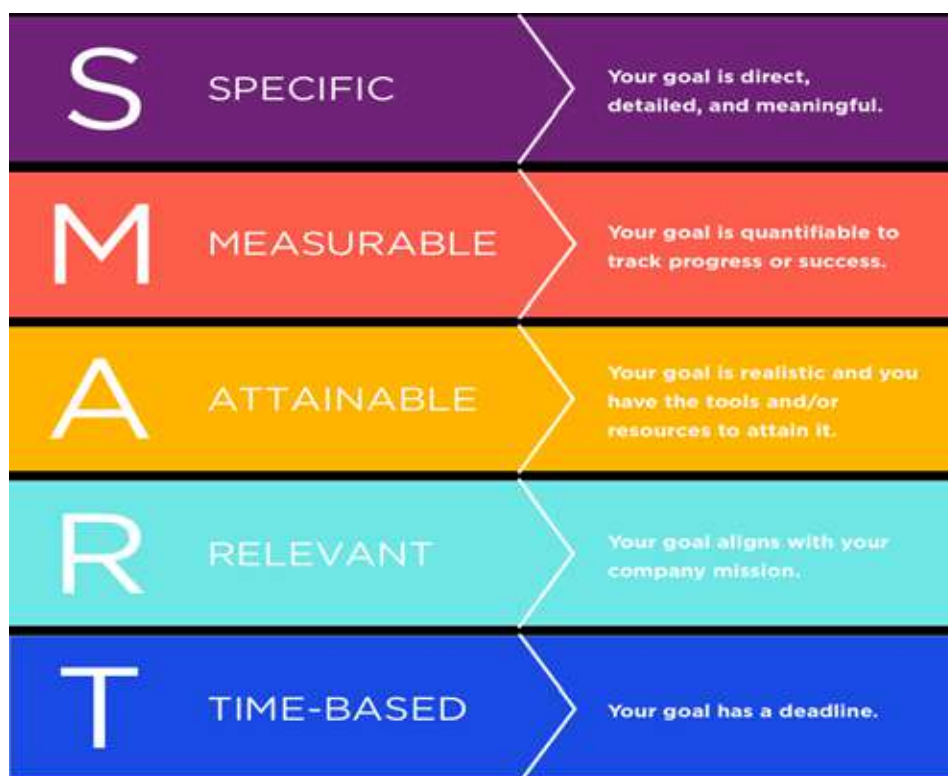 S SPECIFIC
Your goal is direct,
detailed, and meaningful.
M MEASURABLE
Your goal is quantifiable to
track progress or success.
A ATTAINABLE
Your goal is realistic and you
have the tools and/or
resources to attain it.
R RELEVANT
Your goal aligns with your
company mission.
T TIME-BASED
Your goal has a deadline.